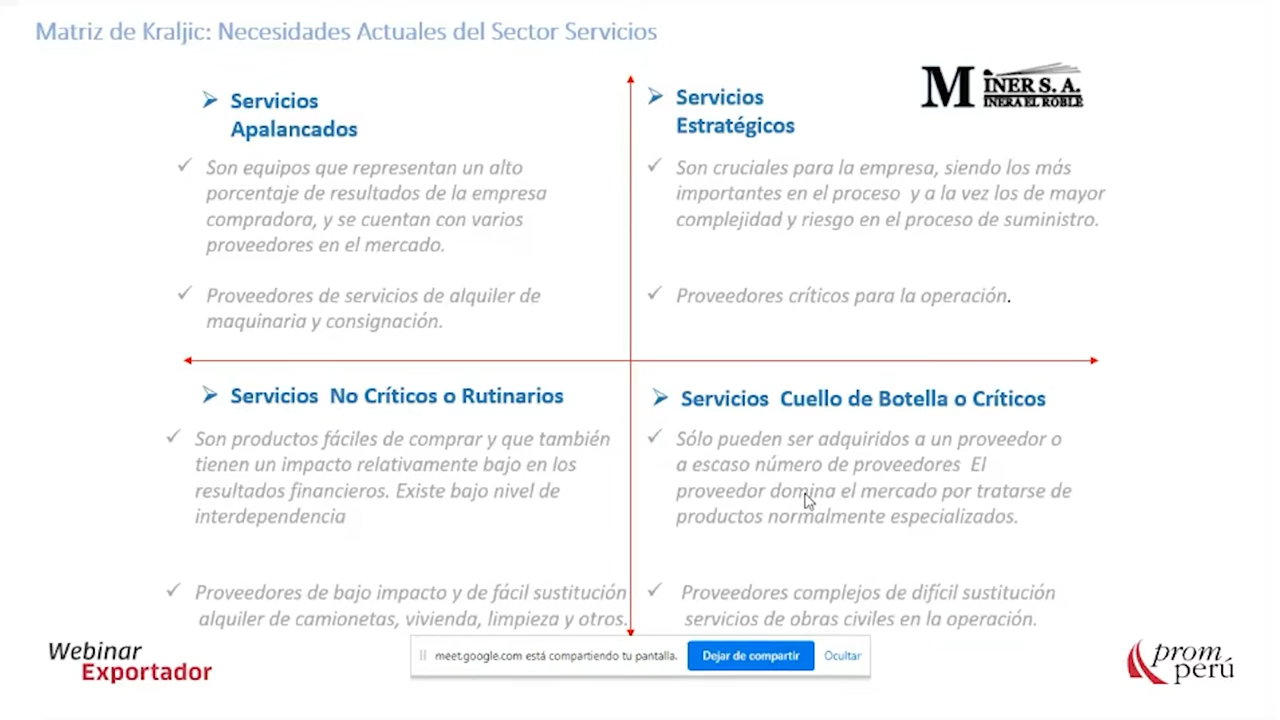 Matriz de Kraljic: Necesidades Actuales del Sector Servicios
MINER S. A.
MINERA EL ROBLE
Servicios
Apalancados
Son equipos que representan un alto
porcentaje de resultados de la empresa
compradora, y se cuentan con varios
proveedores en el mercado.
Proveedores de servicios de alquiler de
maquinaria y consignación.
Servicios
Estratégicos
Son cruciales para la empresa, siendo los más
importantes en el proceso y a la vez los de mayor
complejidad y riesgo en el proceso de suministro.
Proveedores críticos para la operación.
Servicios No Críticos o Rutinarios
Son productos fáciles de comprar y que también
tienen un impacto relativamente bajo en los
resultados financieros. Existe bajo nivel de
interdependencia
Proveedores de bajo impacto y de fácil sustitución
alquiler de camionetas, vivienda, limpieza y otros.
Servicios Cuello de Botella o Críticos
Sólo pueden ser adquiridos a un proveedor o
a escaso número de proveedores El
proveedor domina el mercado por tratarse de
productos normalmente especializados.
Proveedores complejos de difícil sustitución
servicios de obras civiles en la operación.
Webinar
Exportador
meet.google.com está compartiendo tu pantalla.
Dejar de compartir
Ocultar
prom
perú